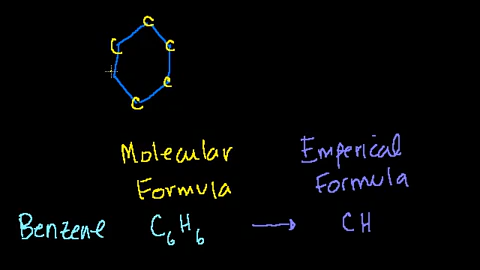 C
C C
C
C
Molecular Emperical
Formula Formula
Benzene C₆H₆ → CH